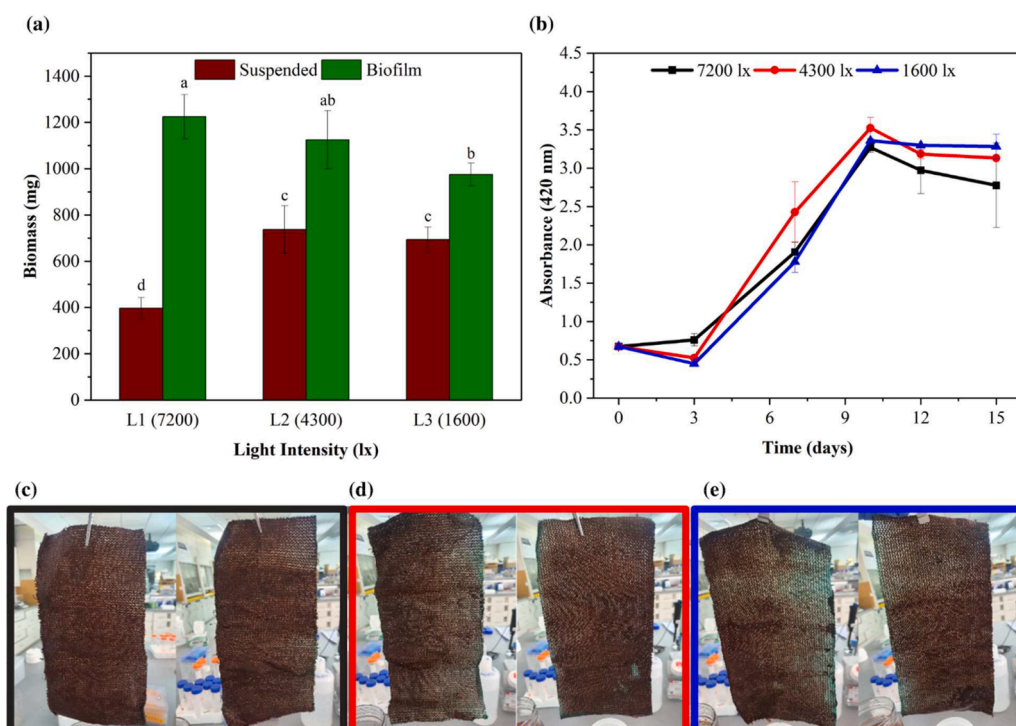 (a)
Suspended Biofilm
1400
1200
1000
800
600
400
200
0
Biomass (mg)
a
ab
b
c
c
d
L1 (7200) L2 (4300) L3 (1600)
Light Intensity (lx)
(b)
7200 lx 4300 lx 1600 lx
4.5
4.0
3.5
3.0
2.5
2.0
1.5
1.0
0.5
0.0
Absorbance (420 nm)
0 3 6 9 12 15
Time (days)
(c) (d) (e)